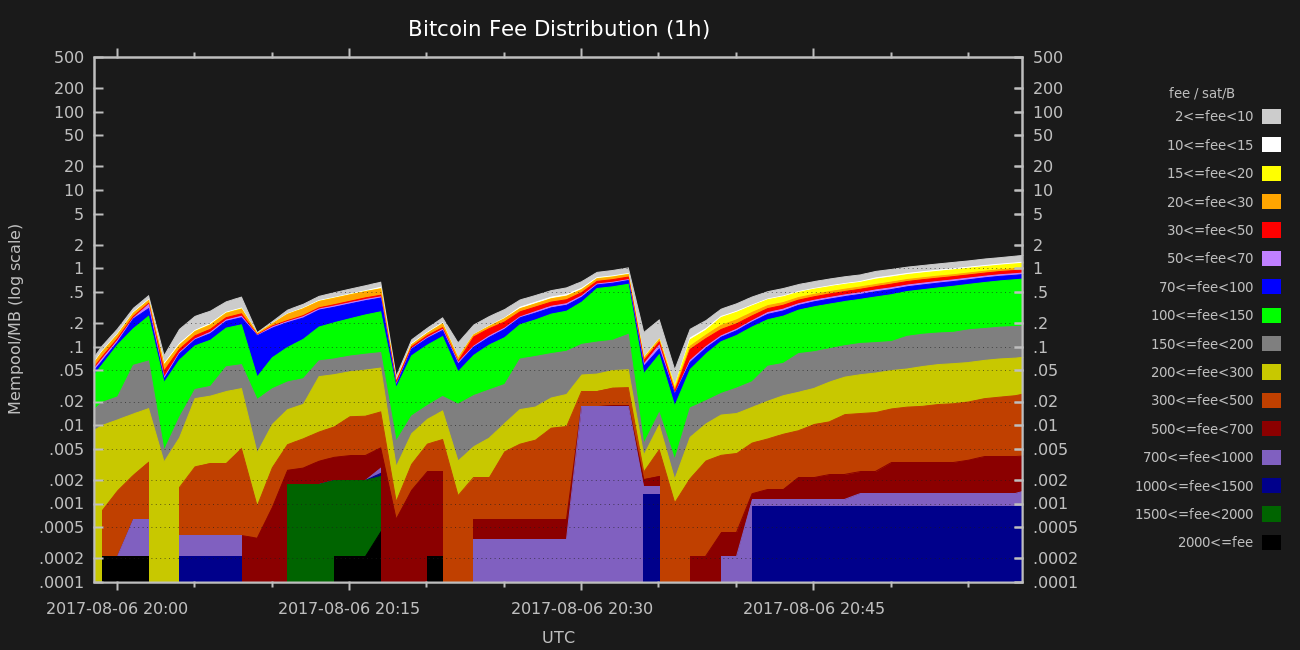 Bitcoin Fee Distribution (1h)
Mempool/MB (log scale)
500
200
100
50
20
10
5
2
1
.5
.2
.1
.05
.02
.01
.005
.002
.001
.0005
.0002
.0001
500
200
100
50
20
10
5
2
1
.5
.2
.1
.05
.02
.01
.005
.002
.001
.0005
.0002
.0001
2017-08-06 20:00
2017-08-06 20:15
2017-08-06 20:30
2017-08-06 20:45
UTC
fee / sat/B
2<=fee<10
10<=fee<15
15<=fee<20
20<=fee<30
30<=fee<50
50<=fee<70
70<=fee<100
100<=fee<150
150<=fee<200
200<=fee<300
300<=fee<500
500<=fee<700
700<=fee<1000
1000<=fee<1500
1500<=fee<2000
2000<=fee